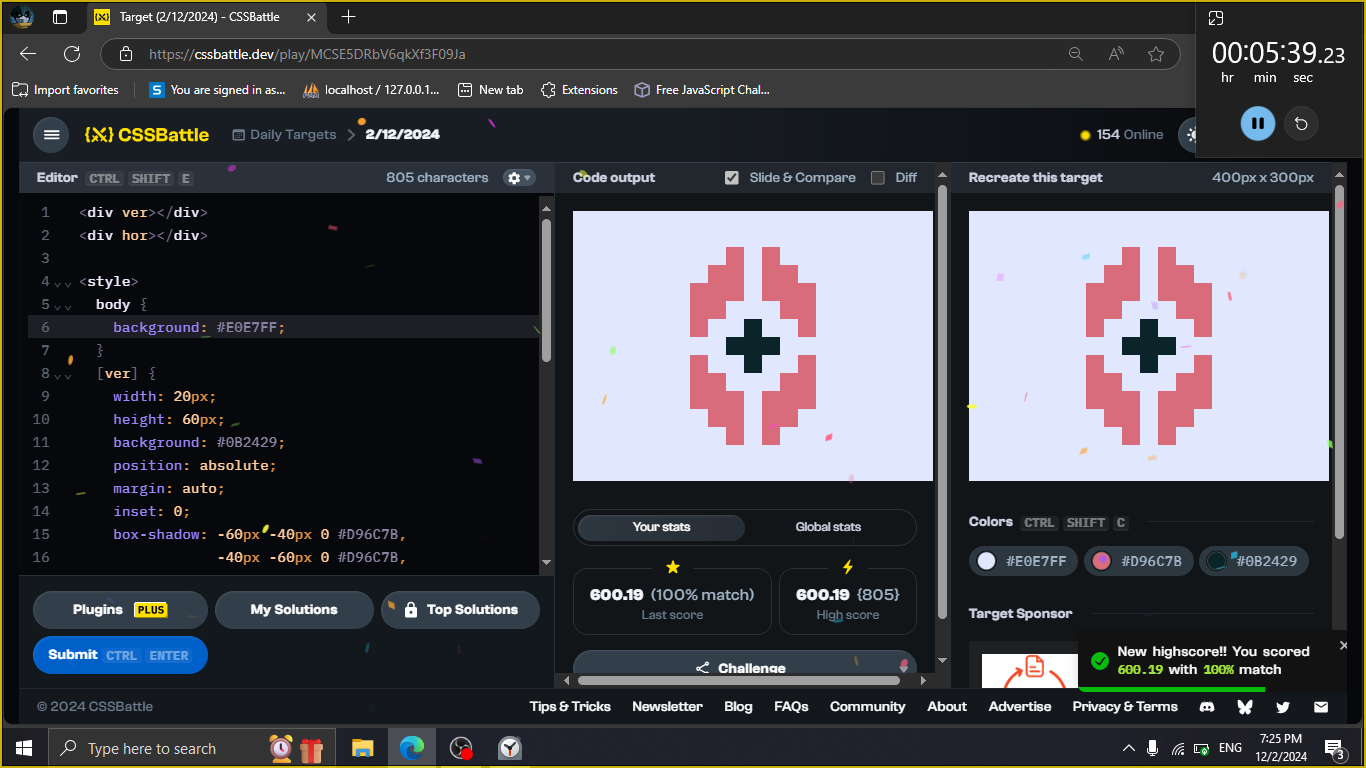 Target (2/12/2024) - CSSBattle
https://cssbattle.dev/play/MCSE5DRbV6qkXf3F09Ja
Import favorites
You are signed in as...
localhost / 127.0.0.1...
New tab
Extensions
Free JavaScript Chal...
00:05:39.23
hr min sec
{X} CSSBattle
Daily Targets > 2/12/2024
154 Online
Editor CTRL SHIFT E
805 characters
Code output
Slide & Compare
Diff
Recreate this target
400px x 300px
1 <div ver></div>
2 <div hor></div>
3
4 <style>
5 body {
6 background: #E0E7FF;
7 }
8 [ver] {
9 width: 20px;
10 height: 60px;
11 background: #0B2429;
12 position: absolute;
13 margin: auto;
14 inset: 0;
15 box-shadow: -60px -40px 0 #D96C7B,
16 -40px -60px 0 #D96C7B,
Plugins PLUS
My Solutions
Top Solutions
Submit CTRL ENTER
Your stats
Global stats
600.19 (100% match)
Last score
600.19 {805}
High score
Challenge
Colors CTRL SHIFT C
#E0E7FF
#D96C7B
#0B2429
Target Sponsor
New highscore!! You scored
600.19 with 100% match
© 2024 CSSBattle
Tips & Tricks
Newsletter
Blog
FAQs
Community
About
Advertise
Privacy & Terms
Type here to search
ENG
7:25 PM
12/2/2024
3